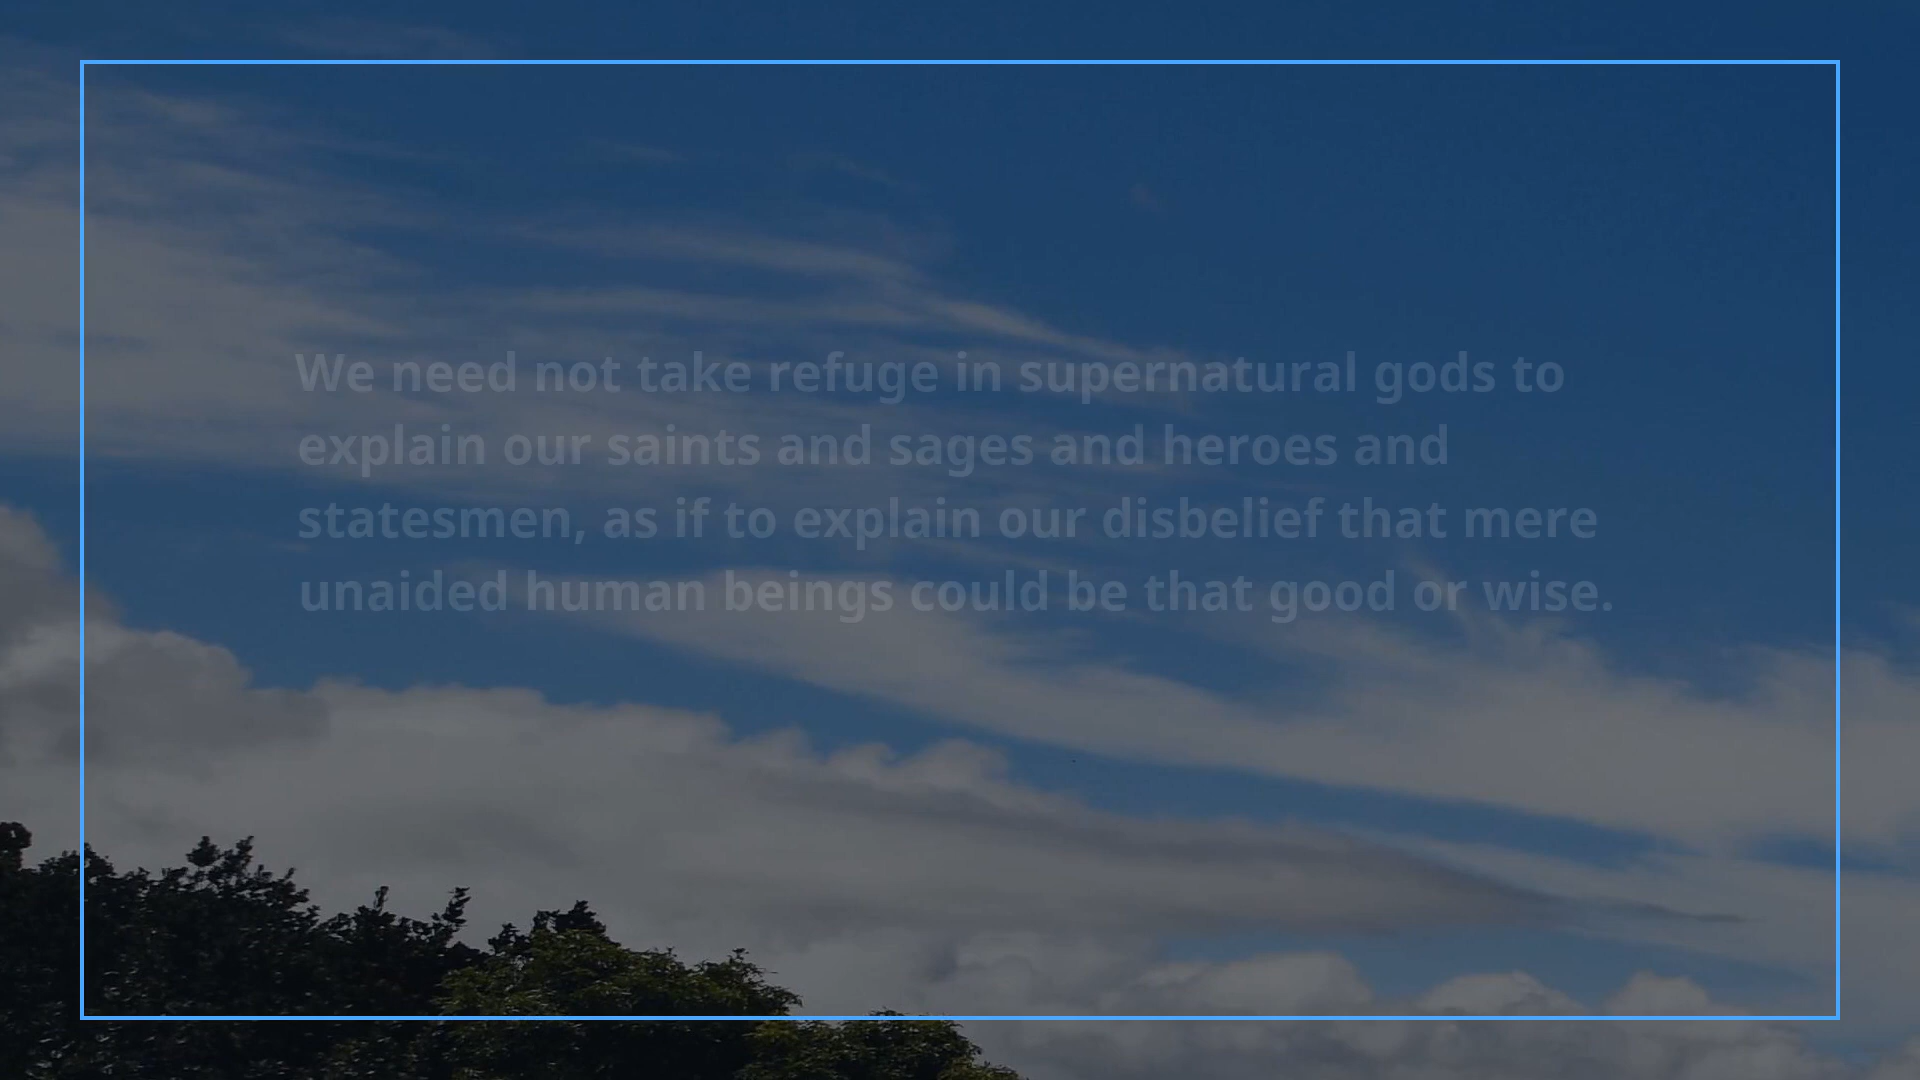 We need not take refuge in supernatural gods to
explain our saints and sages and heroes and
statesmen, as if to explain our disbelief that mere
unaided human beings could be that good or wise.